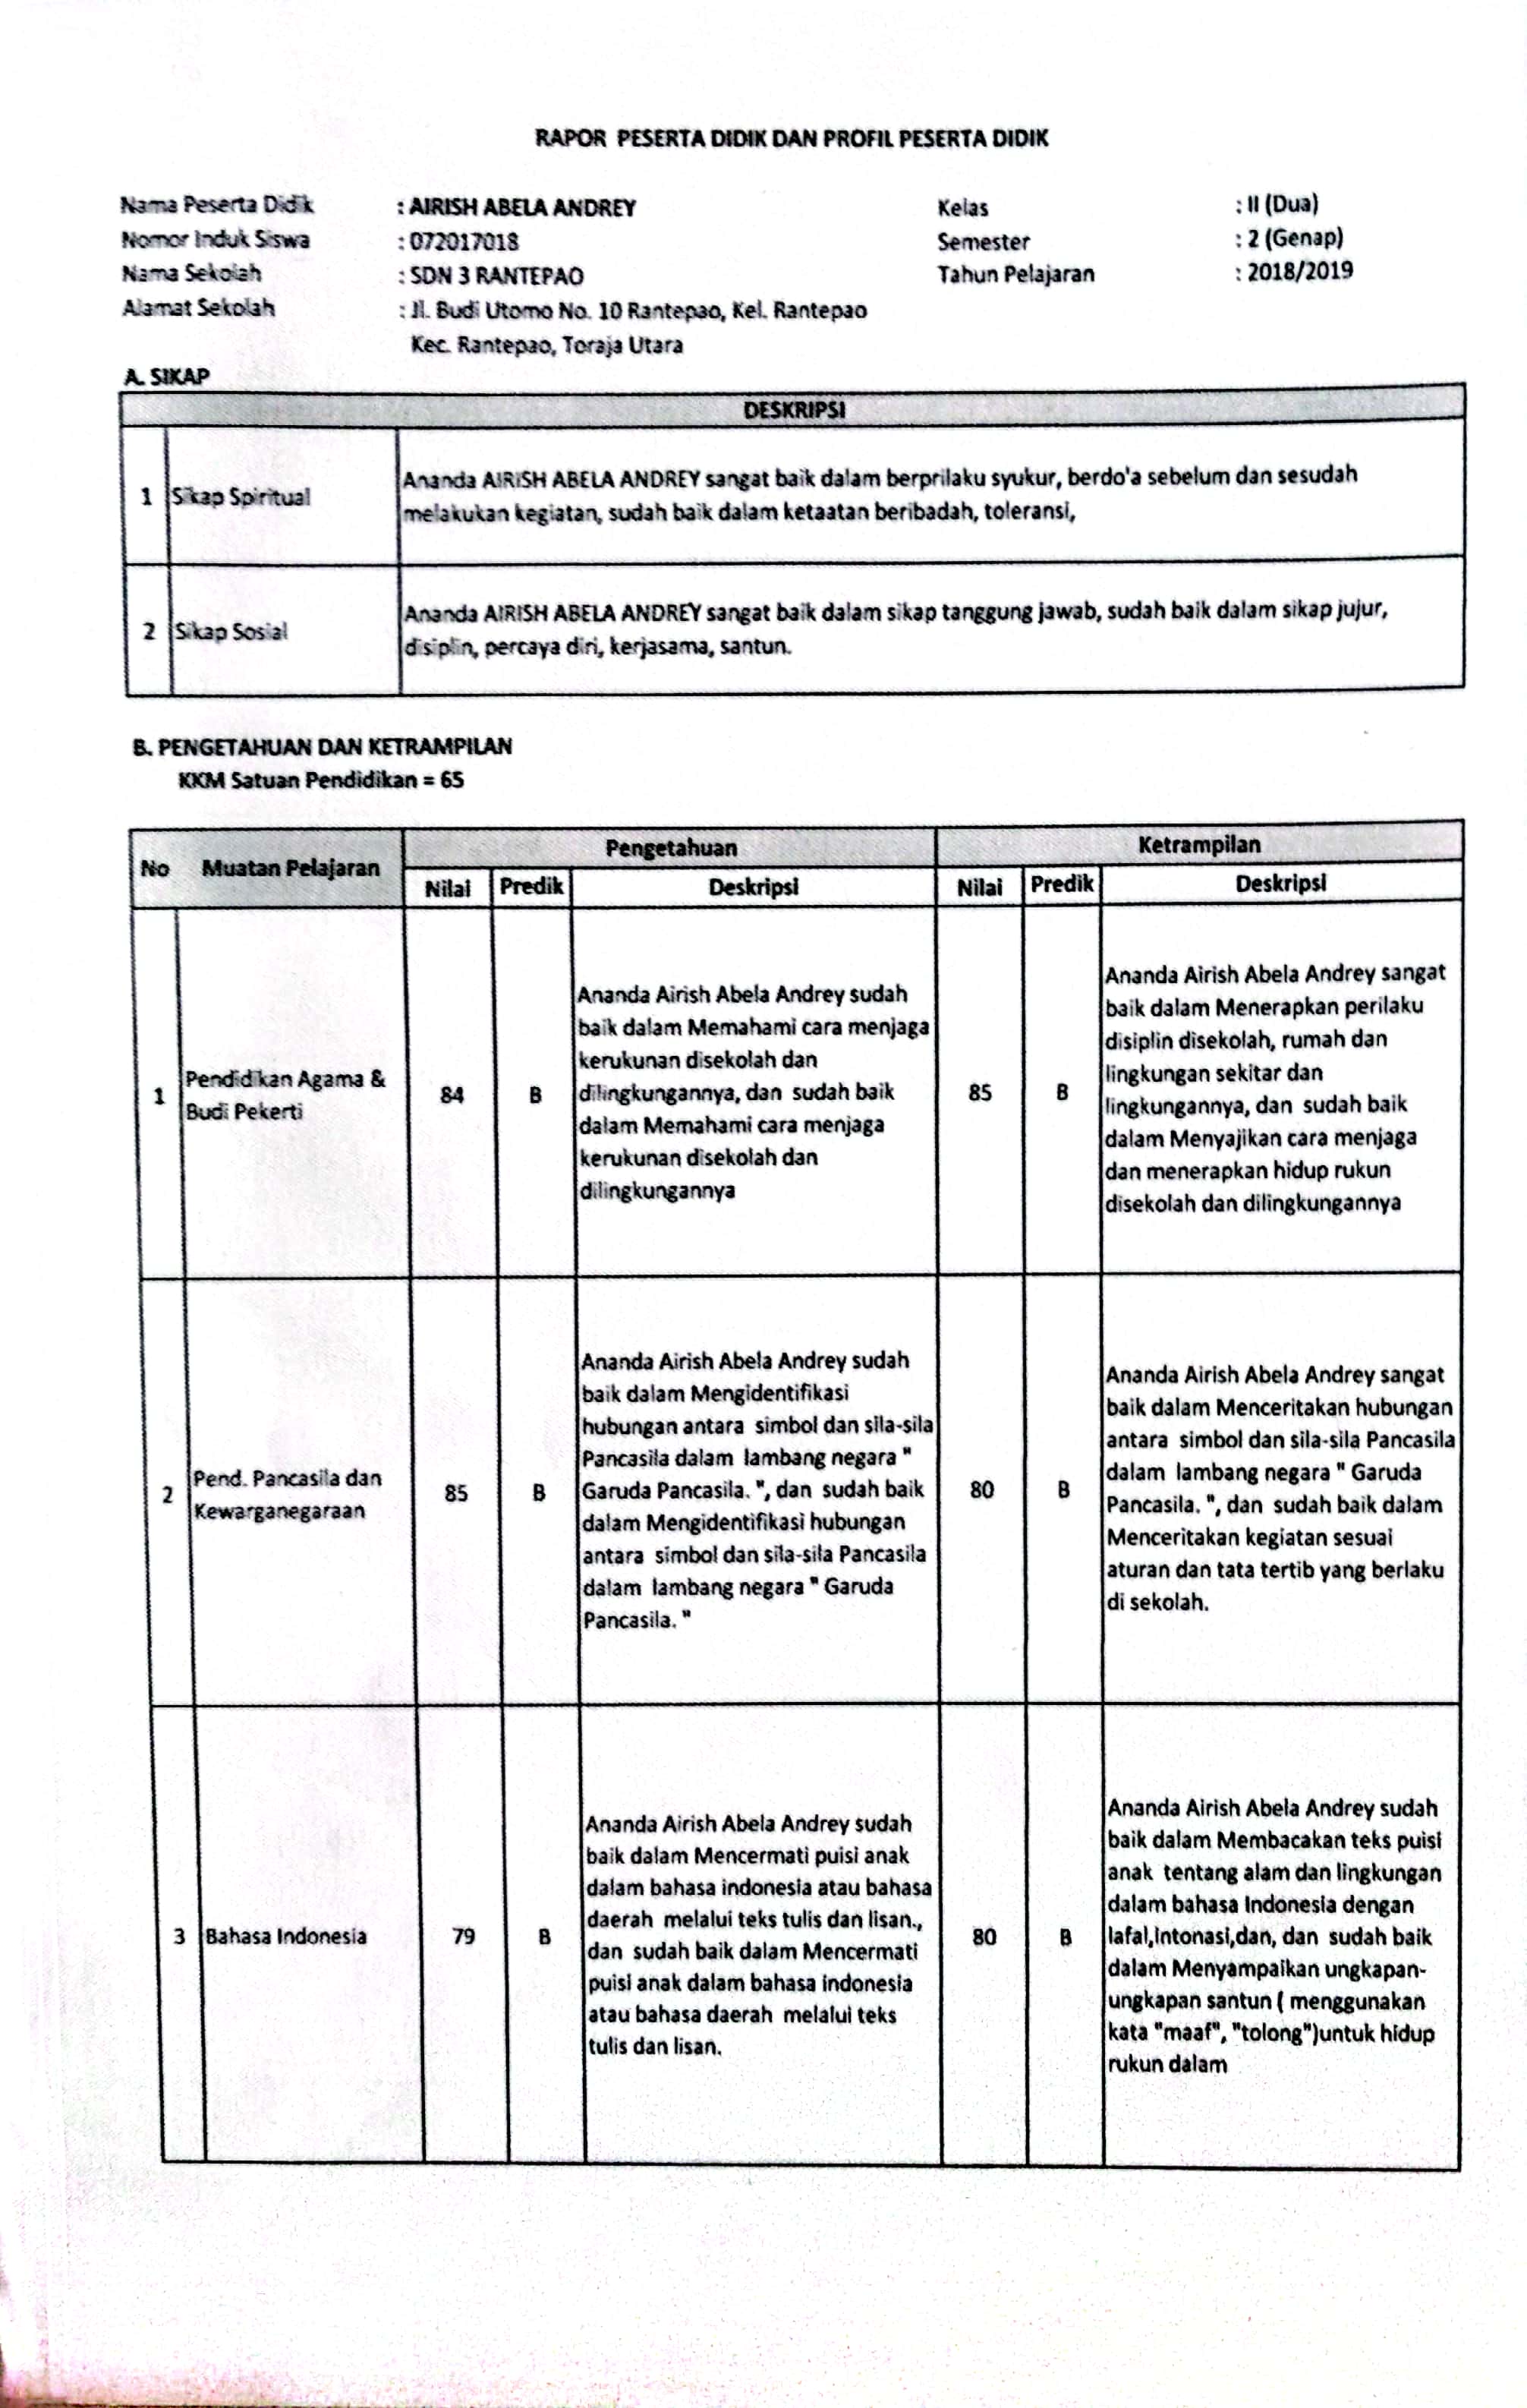 RAPOR PESERTA DIDIK DAN PROFIL PESERTA DIDIK
Nama Peserta Didik : AIRISH ABELA ANDREY Kelas : II (Dua)
Nomor Induk Siswa : 072017018 Semester : 2 (Genap)
Nama Sekolah : SDN 3 RANTEPAO Tahun Pelajaran : 2018/2019
Alamat Sekolah : Jl. Budi Utomo No. 10 Rantepao, Kel. Rantepao
Kec. Rantepao, Toraja Utara
A. SIKAP
DESKRIPSI
1 Sikap Spiritual
Ananda AIRISH ABELA ANDREY sangat baik dalam berprilaku syukur, berdo'a sebelum dan sesudah
melakukan kegiatan, sudah baik dalam ketaatan beribadah, toleransi,
2 Sikap Sosial
Ananda AIRISH ABELA ANDREY sangat baik dalam sikap tanggung jawab, sudah baik dalam sikap jujur,
disiplin, percaya diri, kerjasama, santun.
B. PENGETAHUAN DAN KETRAMPILAN
KKM Satuan Pendidikan = 65
No Muatan Pelajaran Pengetahuan Ketrampilan
Nilai Predik Deskripsi Nilai Predik Deskripsi
1 Pendidikan Agama &
Budi Pekerti
84 B
Ananda Airish Abela Andrey sudah
baik dalam Memahami cara menjaga
kerukunan disekolah dan
dilingkungannya, dan sudah baik
dalam Memahami cara menjaga
kerukunan disekolah dan
dilingkungannya
85 B
Ananda Airish Abela Andrey sangat
baik dalam Menerapkan perilaku
disiplin disekolah, rumah dan
lingkungan sekitar dan
lingkungannya, dan sudah baik
dalam Menyajikan cara menjaga
dan menerapkan hidup rukun
disekolah dan dilingkungannya
2 Pend. Pancasila dan
Kewarganegaraan
85 B
Ananda Airish Abela Andrey sudah
baik dalam Mengidentifikasi
hubungan antara simbol dan sila-sila
Pancasila dalam lambang negara "
Garuda Pancasila. ", dan sudah baik
dalam Mengidentifikasi hubungan
antara simbol dan sila-sila Pancasila
dalam lambang negara " Garuda
Pancasila. "
80 B
Ananda Airish Abela Andrey sangat
baik dalam Menceritakan hubungan
antara simbol dan sila-sila Pancasila
dalam lambang negara " Garuda
Pancasila. ", dan sudah baik dalam
Menceritakan kegiatan sesuai
aturan dan tata tertib yang berlaku
di sekolah.
3 Bahasa Indonesia
79 B
Ananda Airish Abela Andrey sudah
baik dalam Mencermati puisi anak
dalam bahasa indonesia atau bahasa
daerah melalui teks tulis dan lisan.,
dan sudah baik dalam Mencermati
puisi anak dalam bahasa indonesia
atau bahasa daerah melalui teks
tulis dan lisan.
80 B
Ananda Airish Abela Andrey sudah
baik dalam Membacakan teks puisi
anak tentang alam dan lingkungan
dalam bahasa Indonesia dengan
lafal,intonasi,dan, dan sudah baik
dalam Menyampaikan ungkapan-
ungkapan santun ( menggunakan
kata "maaf", "tolong")untuk hidup
rukun dalam